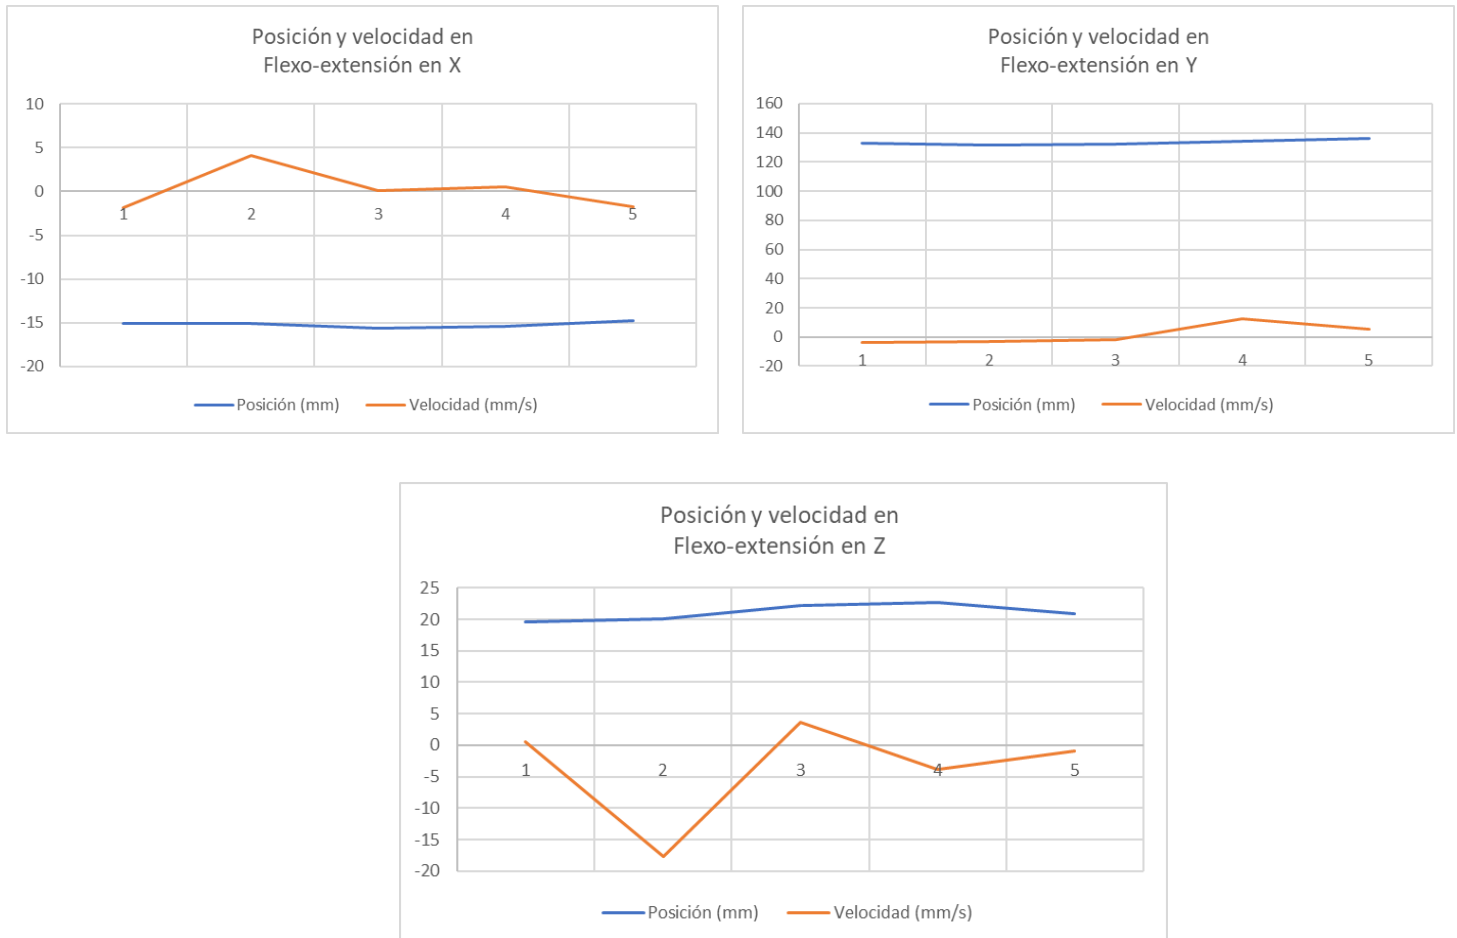 Posición y velocidad en
Flexo-extensión en X
10
5
0
-5
-10
-15
-20
1 2 3 4 5
Posición (mm) Velocidad (mm/s)
Posición y velocidad en
Flexo-extensión en Y
160
140
120
100
80
60
40
20
0
-20
1 2 3 4 5
Posición (mm) Velocidad (mm/s)
Posición y velocidad en
Flexo-extensión en Z
25
20
15
10
5
0
-5
-10
-15
-20
1 2 3 4 5
Posición (mm) Velocidad (mm/s)